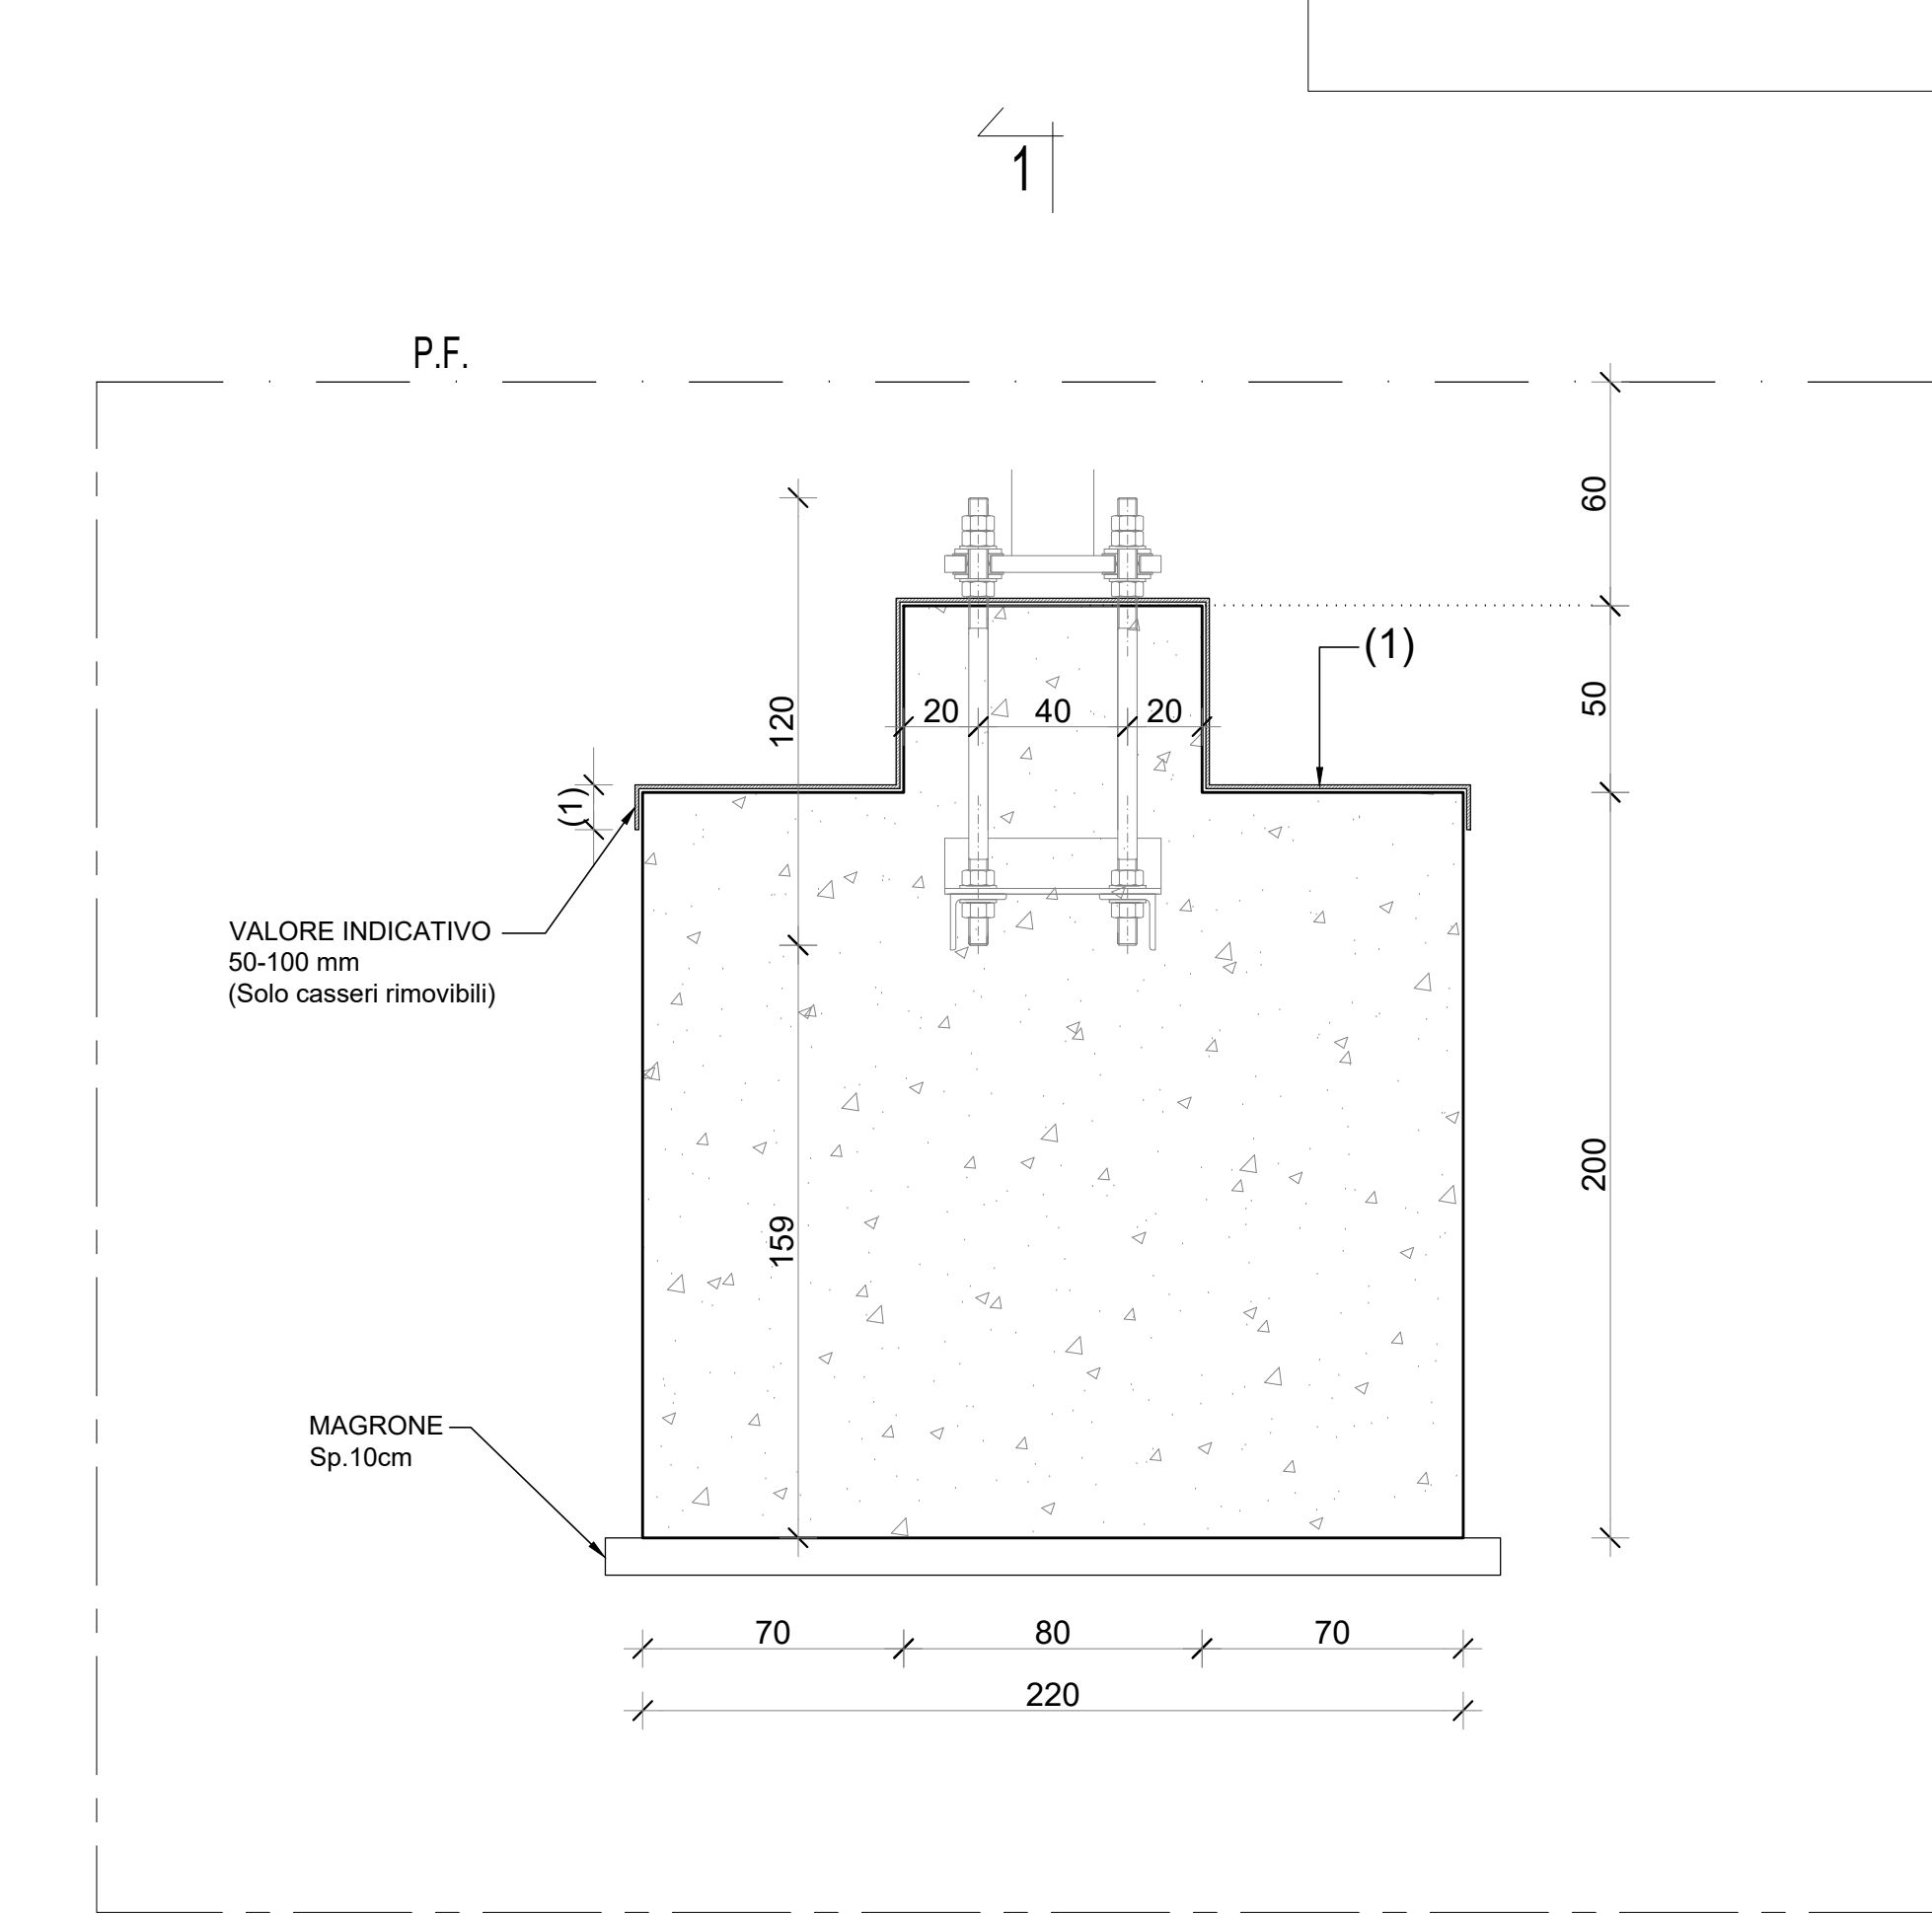 1
P.F.
60
120
(1)
50
20 40 20
(1)
VALORE INDICATIVO
50-100 mm
(Solo casseri rimovibili)
200
159
MAGRONE
Sp.10cm
70 80 70
220